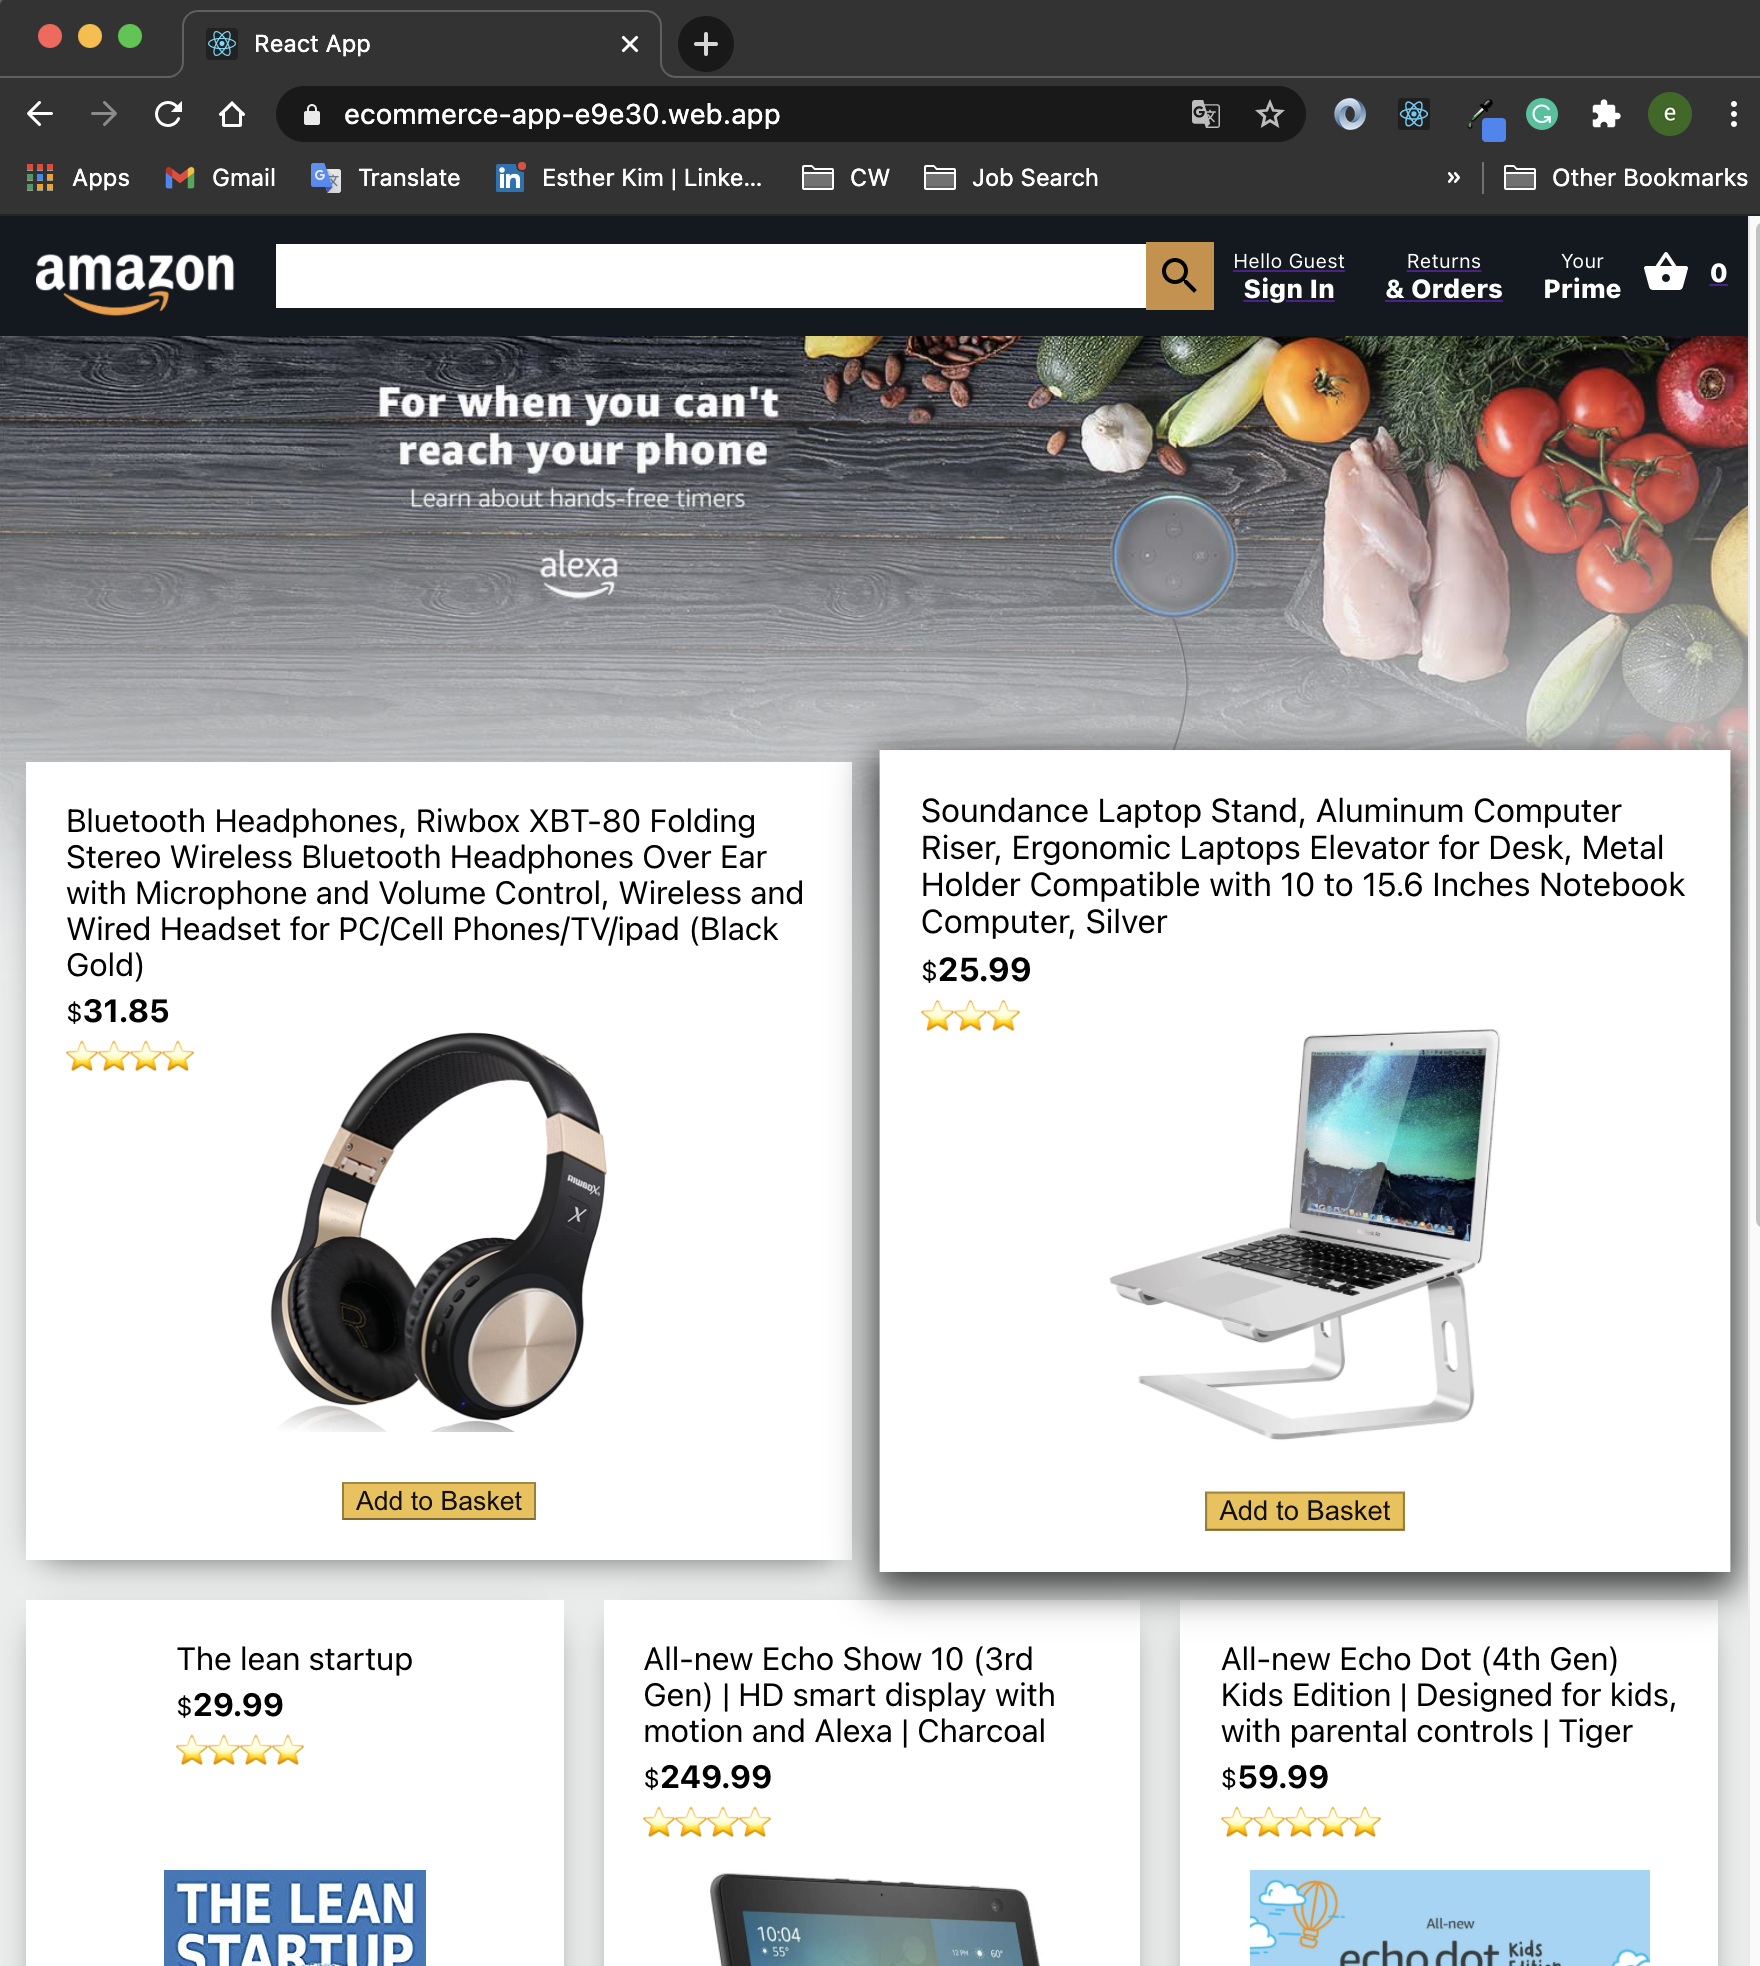 React App
ecommerce-app-e9e30.web.app
e
Apps
Gmail
Translate
Esther Kim | Linke...
CW
Job Search
»
Other Bookmarks
amazon
Hello Guest
Sign In
Returns
& Orders
Your
Prime
0
For when you can't
reach your phone
Learn about hands-free timers
alexa
Bluetooth Headphones, Riwbox XBT-80 Folding
Stereo Wireless Bluetooth Headphones Over Ear
with Microphone and Volume Control, Wireless and
Wired Headset for PC/Cell Phones/TV/ipad (Black
Gold)
$31.85
RIWBOX
X
R
Add to Basket
Soundance Laptop Stand, Aluminum Computer
Riser, Ergonomic Laptops Elevator for Desk, Metal
Holder Compatible with 10 to 15.6 Inches Notebook
Computer, Silver
$25.99
Add to Basket
The lean startup
$29.99
THE LEAN
STARTUP
All-new Echo Show 10 (3rd
Gen) | HD smart display with
motion and Alexa | Charcoal
$249.99
10:04
55°
12 PM
60°
All-new Echo Dot (4th Gen)
Kids Edition | Designed for kids,
with parental controls | Tiger
$59.99
All-new
echo dot Kids
Edition